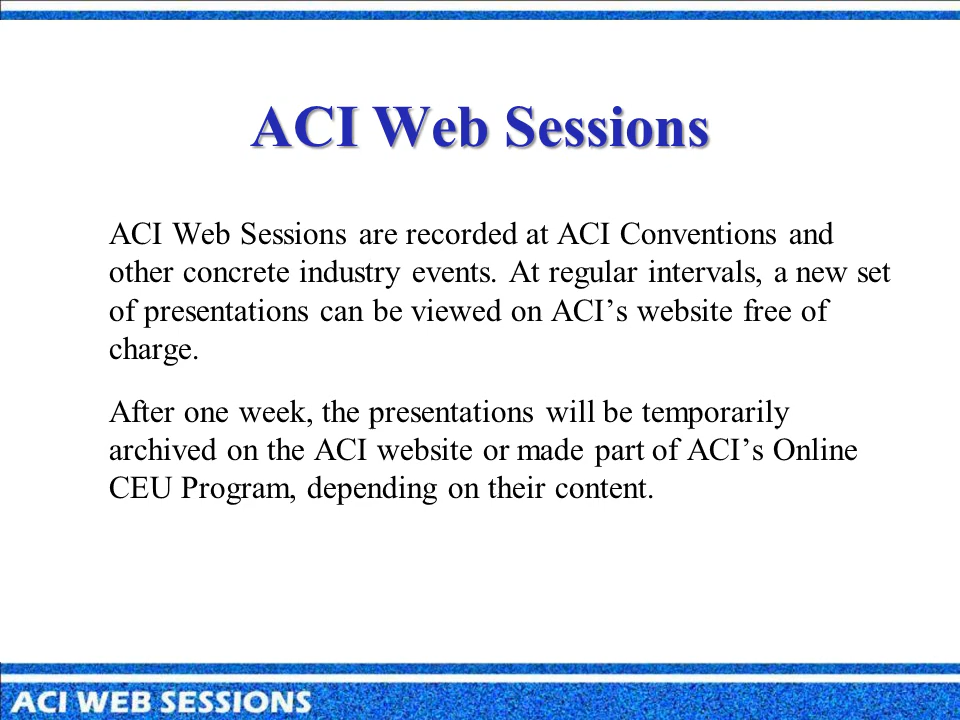 ACI Web Sessions
ACI Web Sessions are recorded at ACI Conventions and
other concrete industry events. At regular intervals, a new set
of presentations can be viewed on ACI’s website free of
charge.
After one week, the presentations will be temporarily
archived on the ACI website or made part of ACI’s Online
CEU Program, depending on their content.
ACI WEB SESSIONS